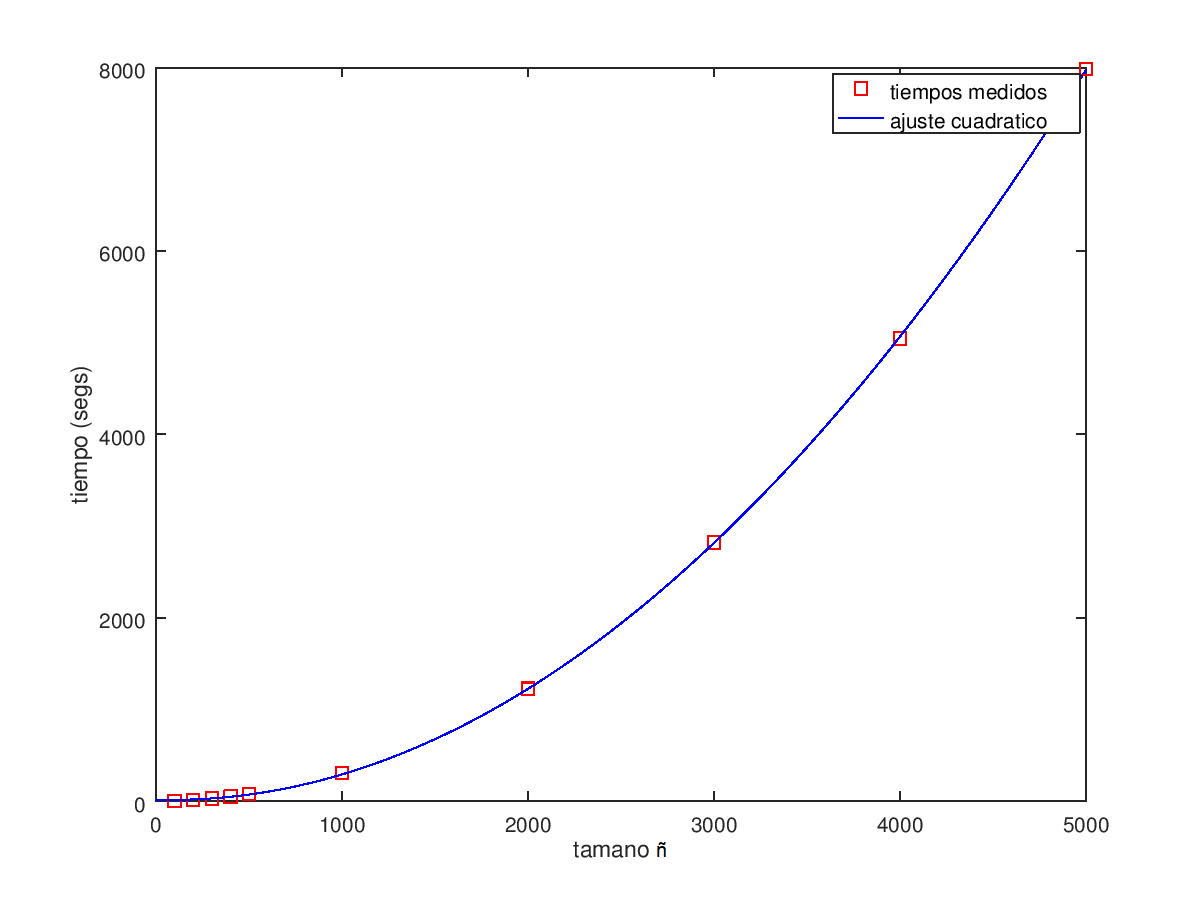 8000
6000
4000
2000
0
tiempo (segs)
tiempos medidos
ajuste cuadratico
0 1000 2000 3000 4000 5000
tamano ñ